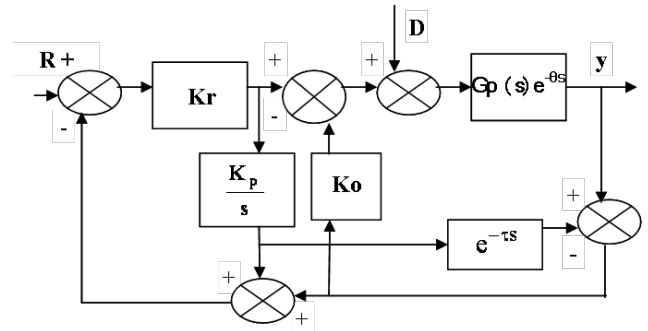 D
R +
+
+
y
Kr
Gp (s) e^-θs
-
-
K_p
s
Ko
+
e^-τs
-
+
+